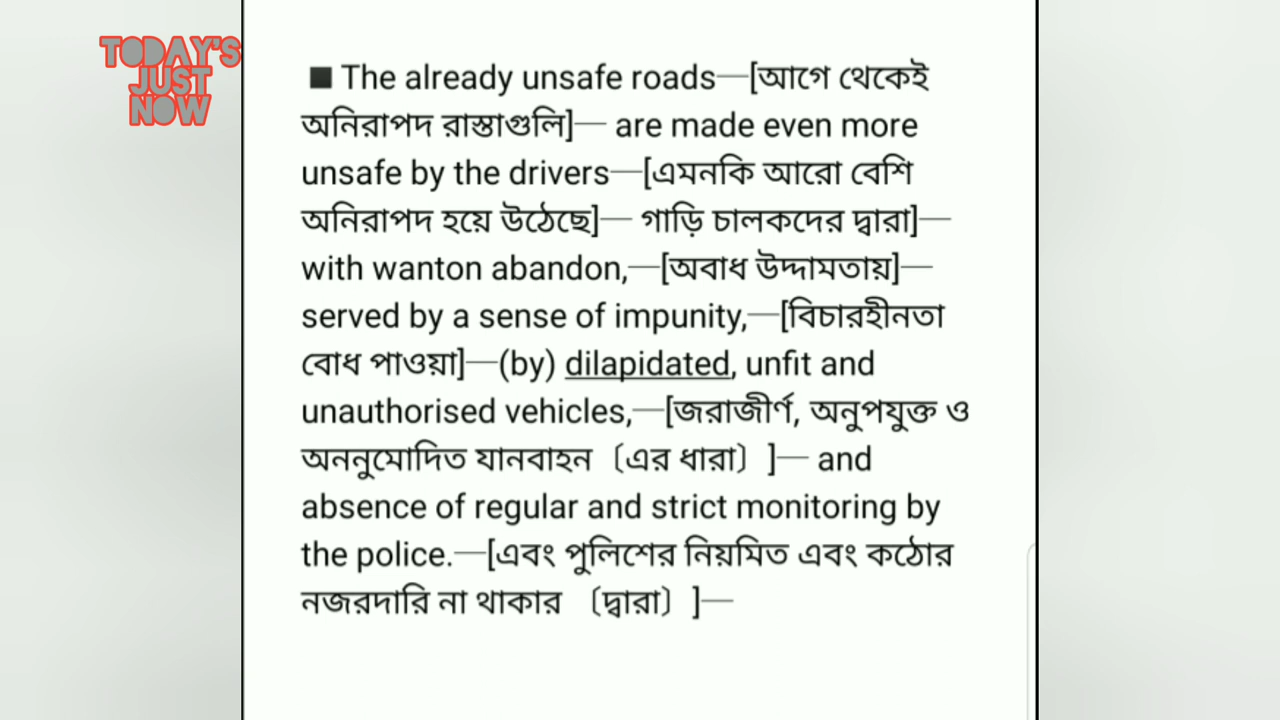 TODAY'S
JUST
NOW
■ The already unsafe roads—[আগে থেকেই
অনিরাপদ রাস্তাগুলি]— are made even more
unsafe by the drivers—[এমনকি আরো বেশি
অনিরাপদ হয়ে উঠেছে]— গাড়ি চালকদের দ্বারা]—
with wanton abandon,—[অবাধ উদ্দামতায়]—
served by a sense of impunity,—[বিচারহীনতা
বোধ পাওয়া]—(by) dilapidated, unfit and
unauthorised vehicles,—[জরাজীর্ণ, অনুপযুক্ত ও
অননুমোদিত যানবাহন〔এর ধারা〕]— and
absence of regular and strict monitoring by
the police.—[এবং পুলিশের নিয়মিত এবং কঠোর
নজরদারি না থাকার 〔দ্বারা〕]—